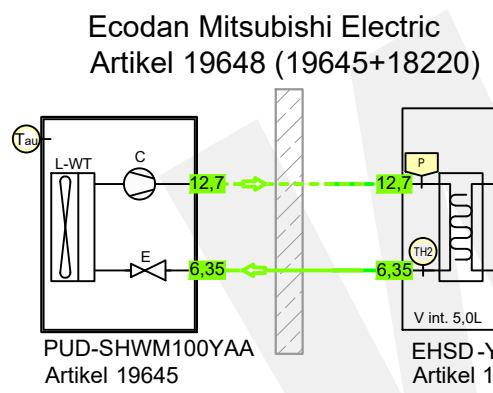 Ecodan Mitsubishi Electric
Artikel 19648 (19645+18220)
Tau
L-WT
C
12,7
12,7
P
E
6,35
6,35
TH2
V int. 5,0L
PUD-SHWM100YAA
Artikel 19645
EHSD-Y
Artikel 1